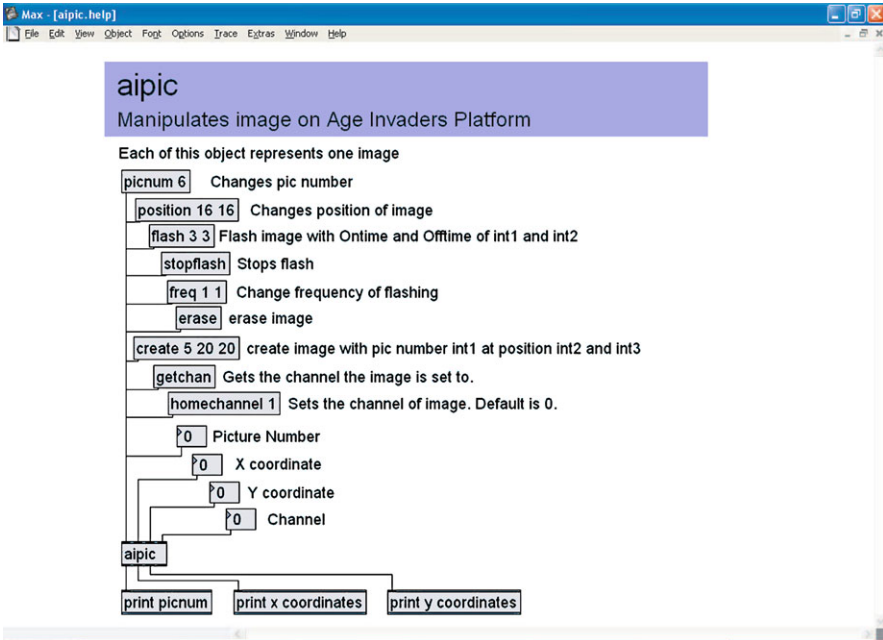 Max - [aipic.help]
File Edit View Object Font Options Trace Extras Window Help
aipic
Manipulates image on Age Invaders Platform
Each of this object represents one image
picnum 6 Changes pic number
position 16 16 Changes position of image
flash 3 3 Flash image with Ontime and Offtime of int1 and int2
stopflash Stops flash
freq 1 1 Change frequency of flashing
erase erase image
create 5 20 20 create image with pic number int1 at position int2 and int3
getchan Gets the channel the image is set to.
homechannel 1 Sets the channel of image. Default is 0.
0 Picture Number
0 X coordinate
0 Y coordinate
0 Channel
aipic
print picnum print x coordinates print y coordinates